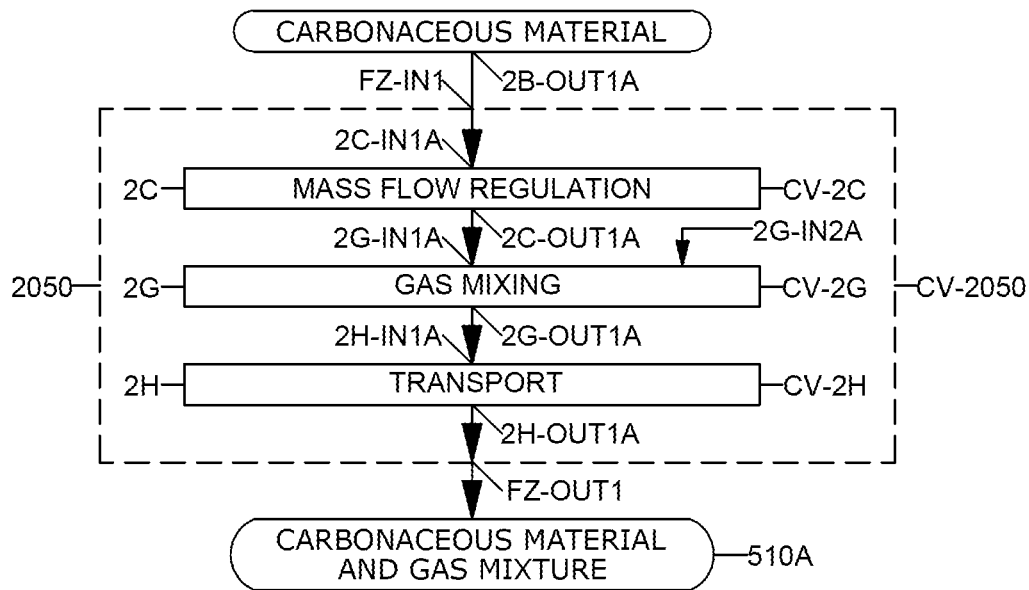 CARBONACEOUS MATERIAL
FZ-IN1 2B-OUT1A
2C-IN1A
2C MASS FLOW REGULATION CV-2C
2G-IN1A 2C-OUT1A 2G-IN2A
2050 2G GAS MIXING CV-2G CV-2050
2H-IN1A 2G-OUT1A
2H TRANSPORT CV-2H
2H-OUT1A
FZ-OUT1
CARBONACEOUS MATERIAL
AND GAS MIXTURE 510A